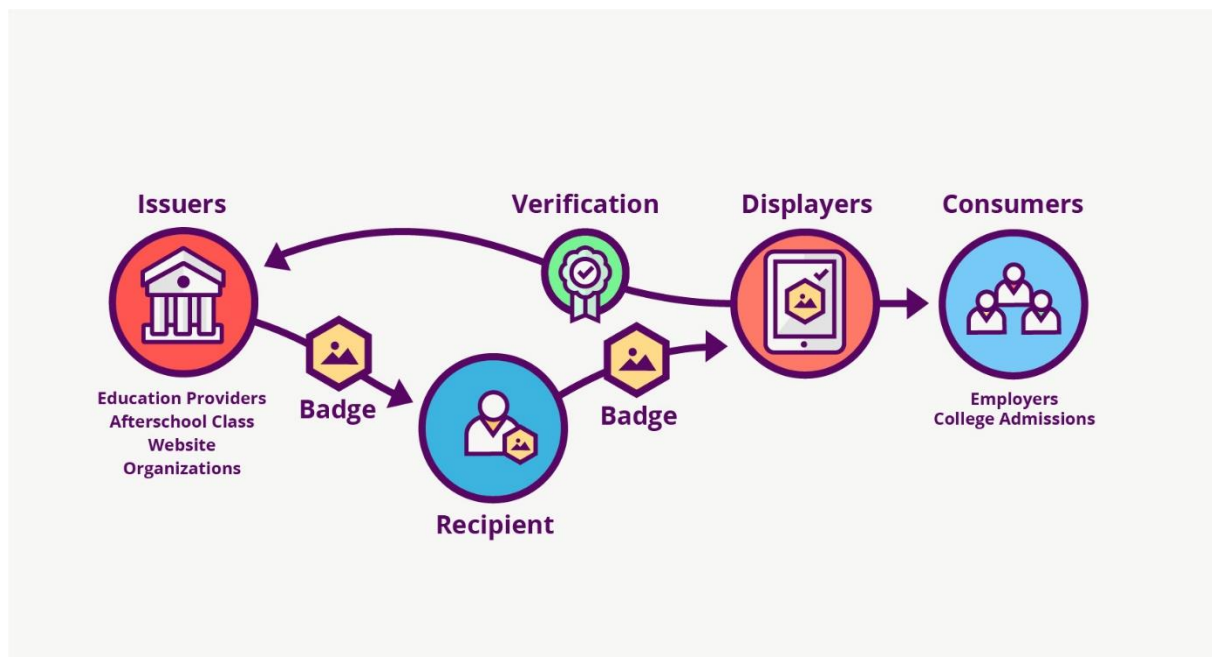 Issuers
Verification
Displayers
Consumers
Education Providers
Afterschool Class
Website
Organizations
Badge
Badge
Employers
College Admissions
Recipient